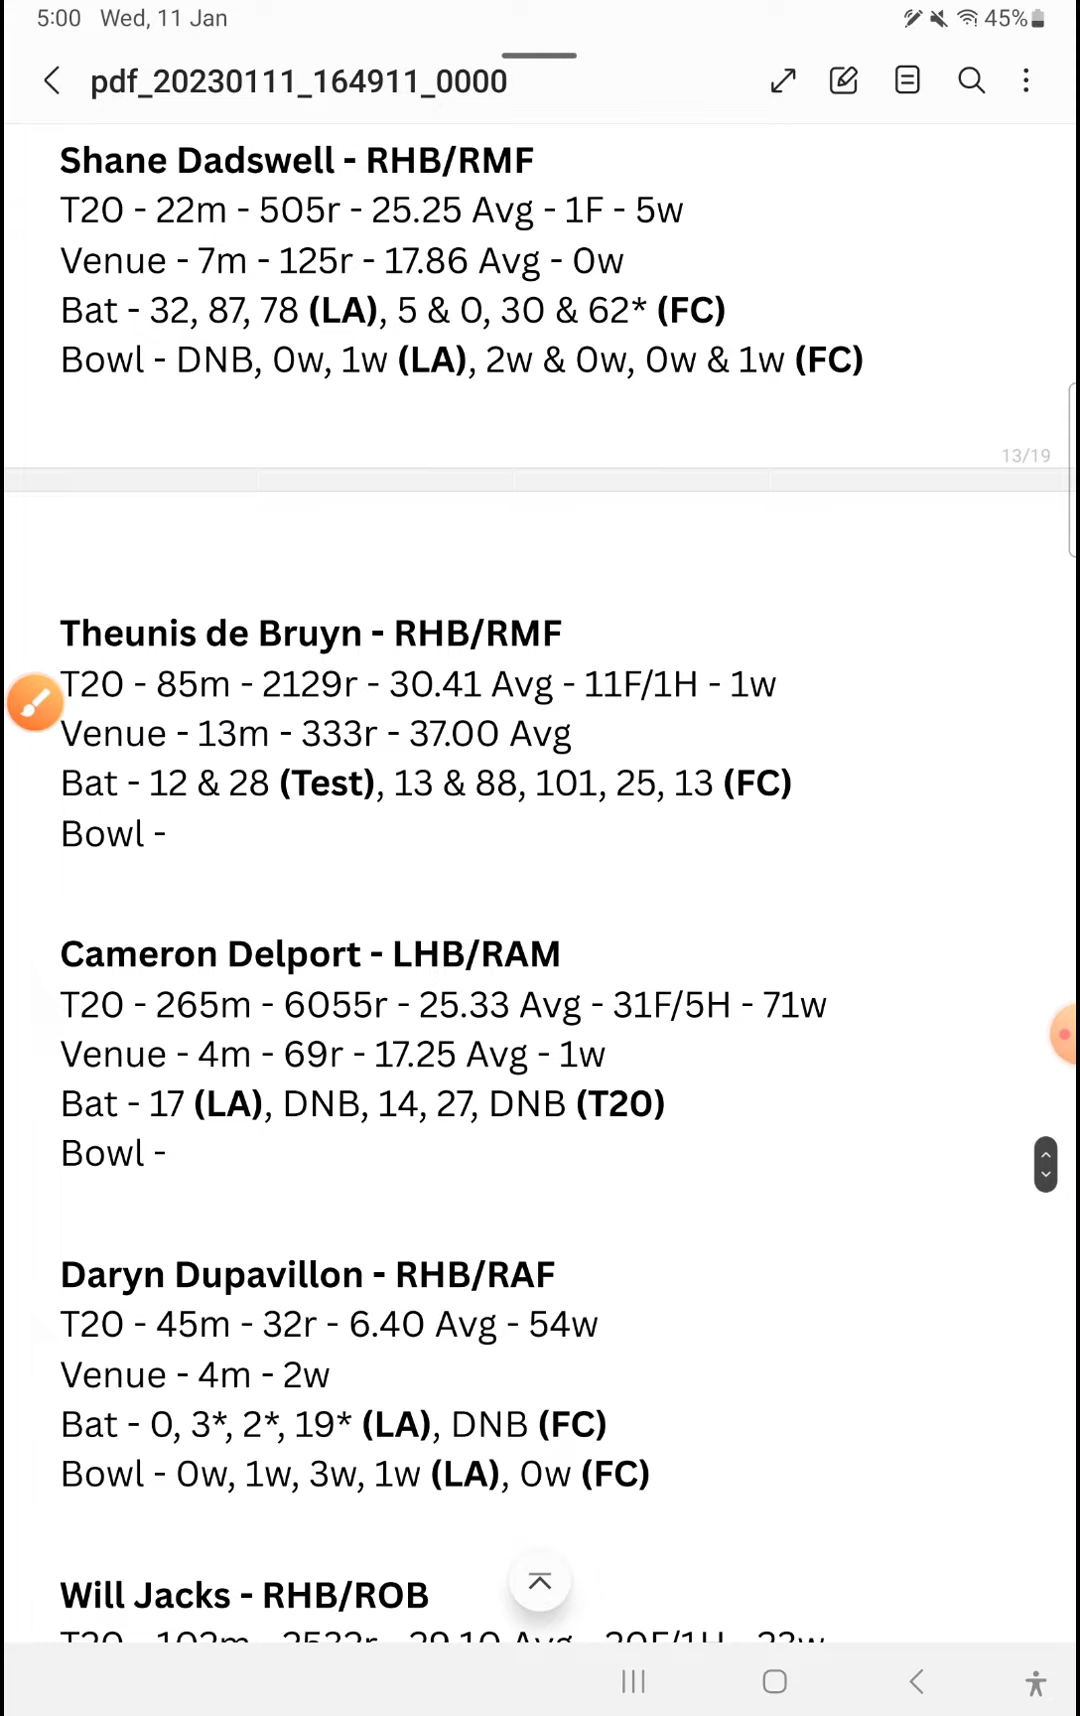 5:00 Wed, 11 Jan 45%
pdf_20230111_164911_0000
Shane Dadswell - RHB/RMF
T20 - 22m - 505r - 25.25 Avg - 1F - 5w
Venue - 7m - 125r - 17.86 Avg - 0w
Bat - 32, 87, 78 (LA), 5 & 0, 30 & 62* (FC)
Bowl - DNB, 0w, 1w (LA), 2w & 0w, 0w & 1w (FC)
13/19
Theunis de Bruyn - RHB/RMF
T20 - 85m - 2129r - 30.41 Avg - 11F/1H - 1w
Venue - 13m - 333r - 37.00 Avg
Bat - 12 & 28 (Test), 13 & 88, 101, 25, 13 (FC)
Bowl -
Cameron Delport - LHB/RAM
T20 - 265m - 6055r - 25.33 Avg - 31F/5H - 71w
Venue - 4m - 69r - 17.25 Avg - 1w
Bat - 17 (LA), DNB, 14, 27, DNB (T20)
Bowl -
Daryn Dupavillon - RHB/RAF
T20 - 45m - 32r - 6.40 Avg - 54w
Venue - 4m - 2w
Bat - 0, 3*, 2*, 19* (LA), DNB (FC)
Bowl - 0w, 1w, 3w, 1w (LA), 0w (FC)
Will Jacks - RHB/ROB